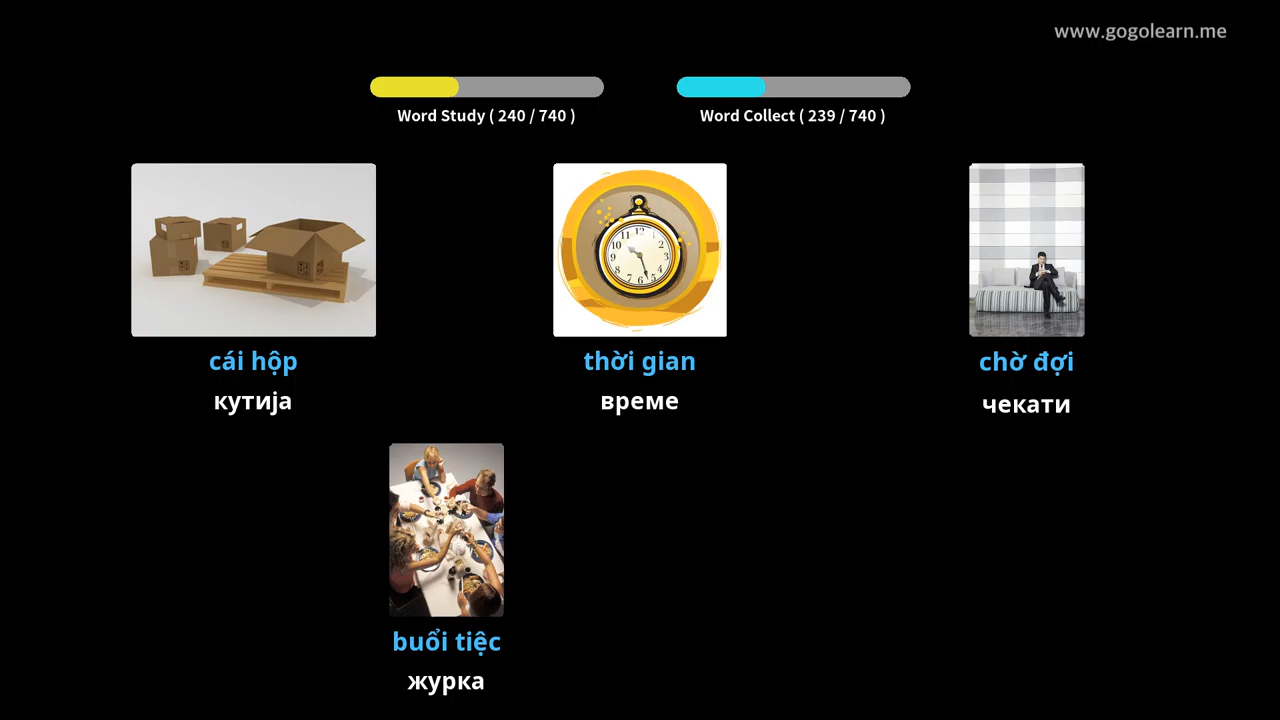 www.gogolearn.me
Word Study ( 240 / 740 )
Word Collect ( 239 / 740 )
cái hộp
кутија
thời gian
време
chờ đợi
чекати
buổi tiệc
журка